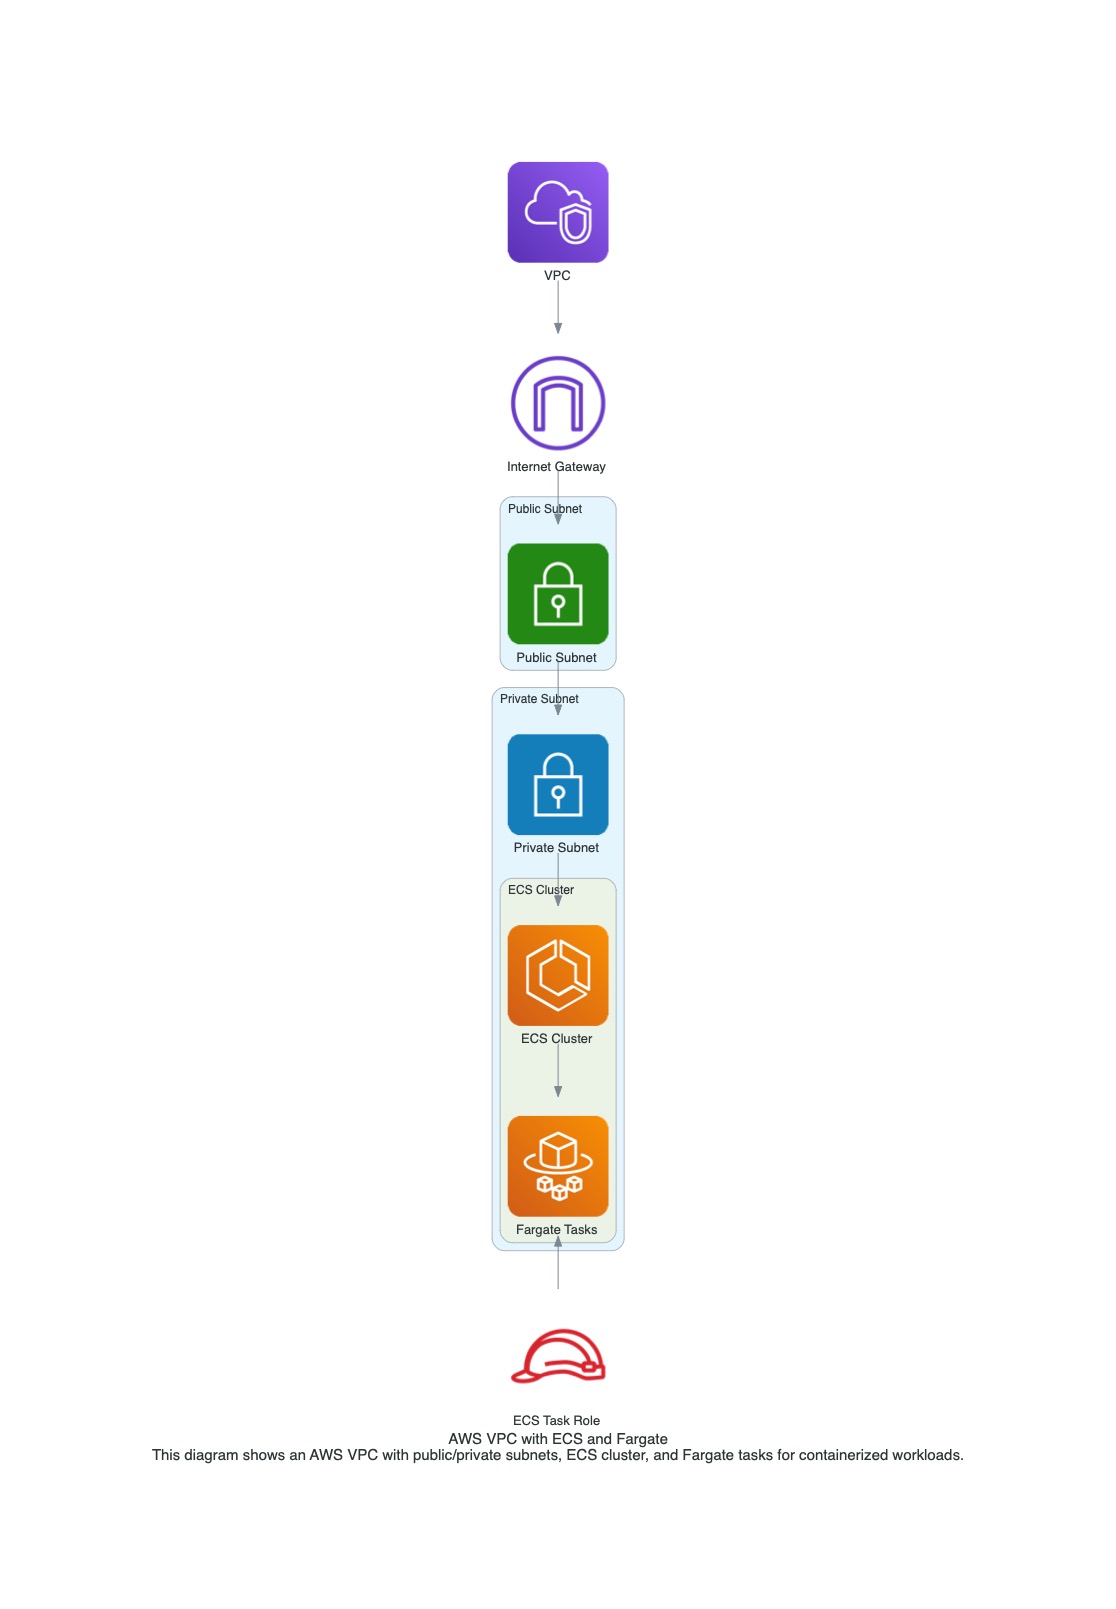 VPC
Internet Gateway
Public Subnet
Public Subnet
Private Subnet
Private Subnet
ECS Cluster
ECS Cluster
Fargate Tasks
ECS Task Role
AWS VPC with ECS and Fargate
This diagram shows an AWS VPC with public/private subnets, ECS cluster, and Fargate tasks for containerized workloads.